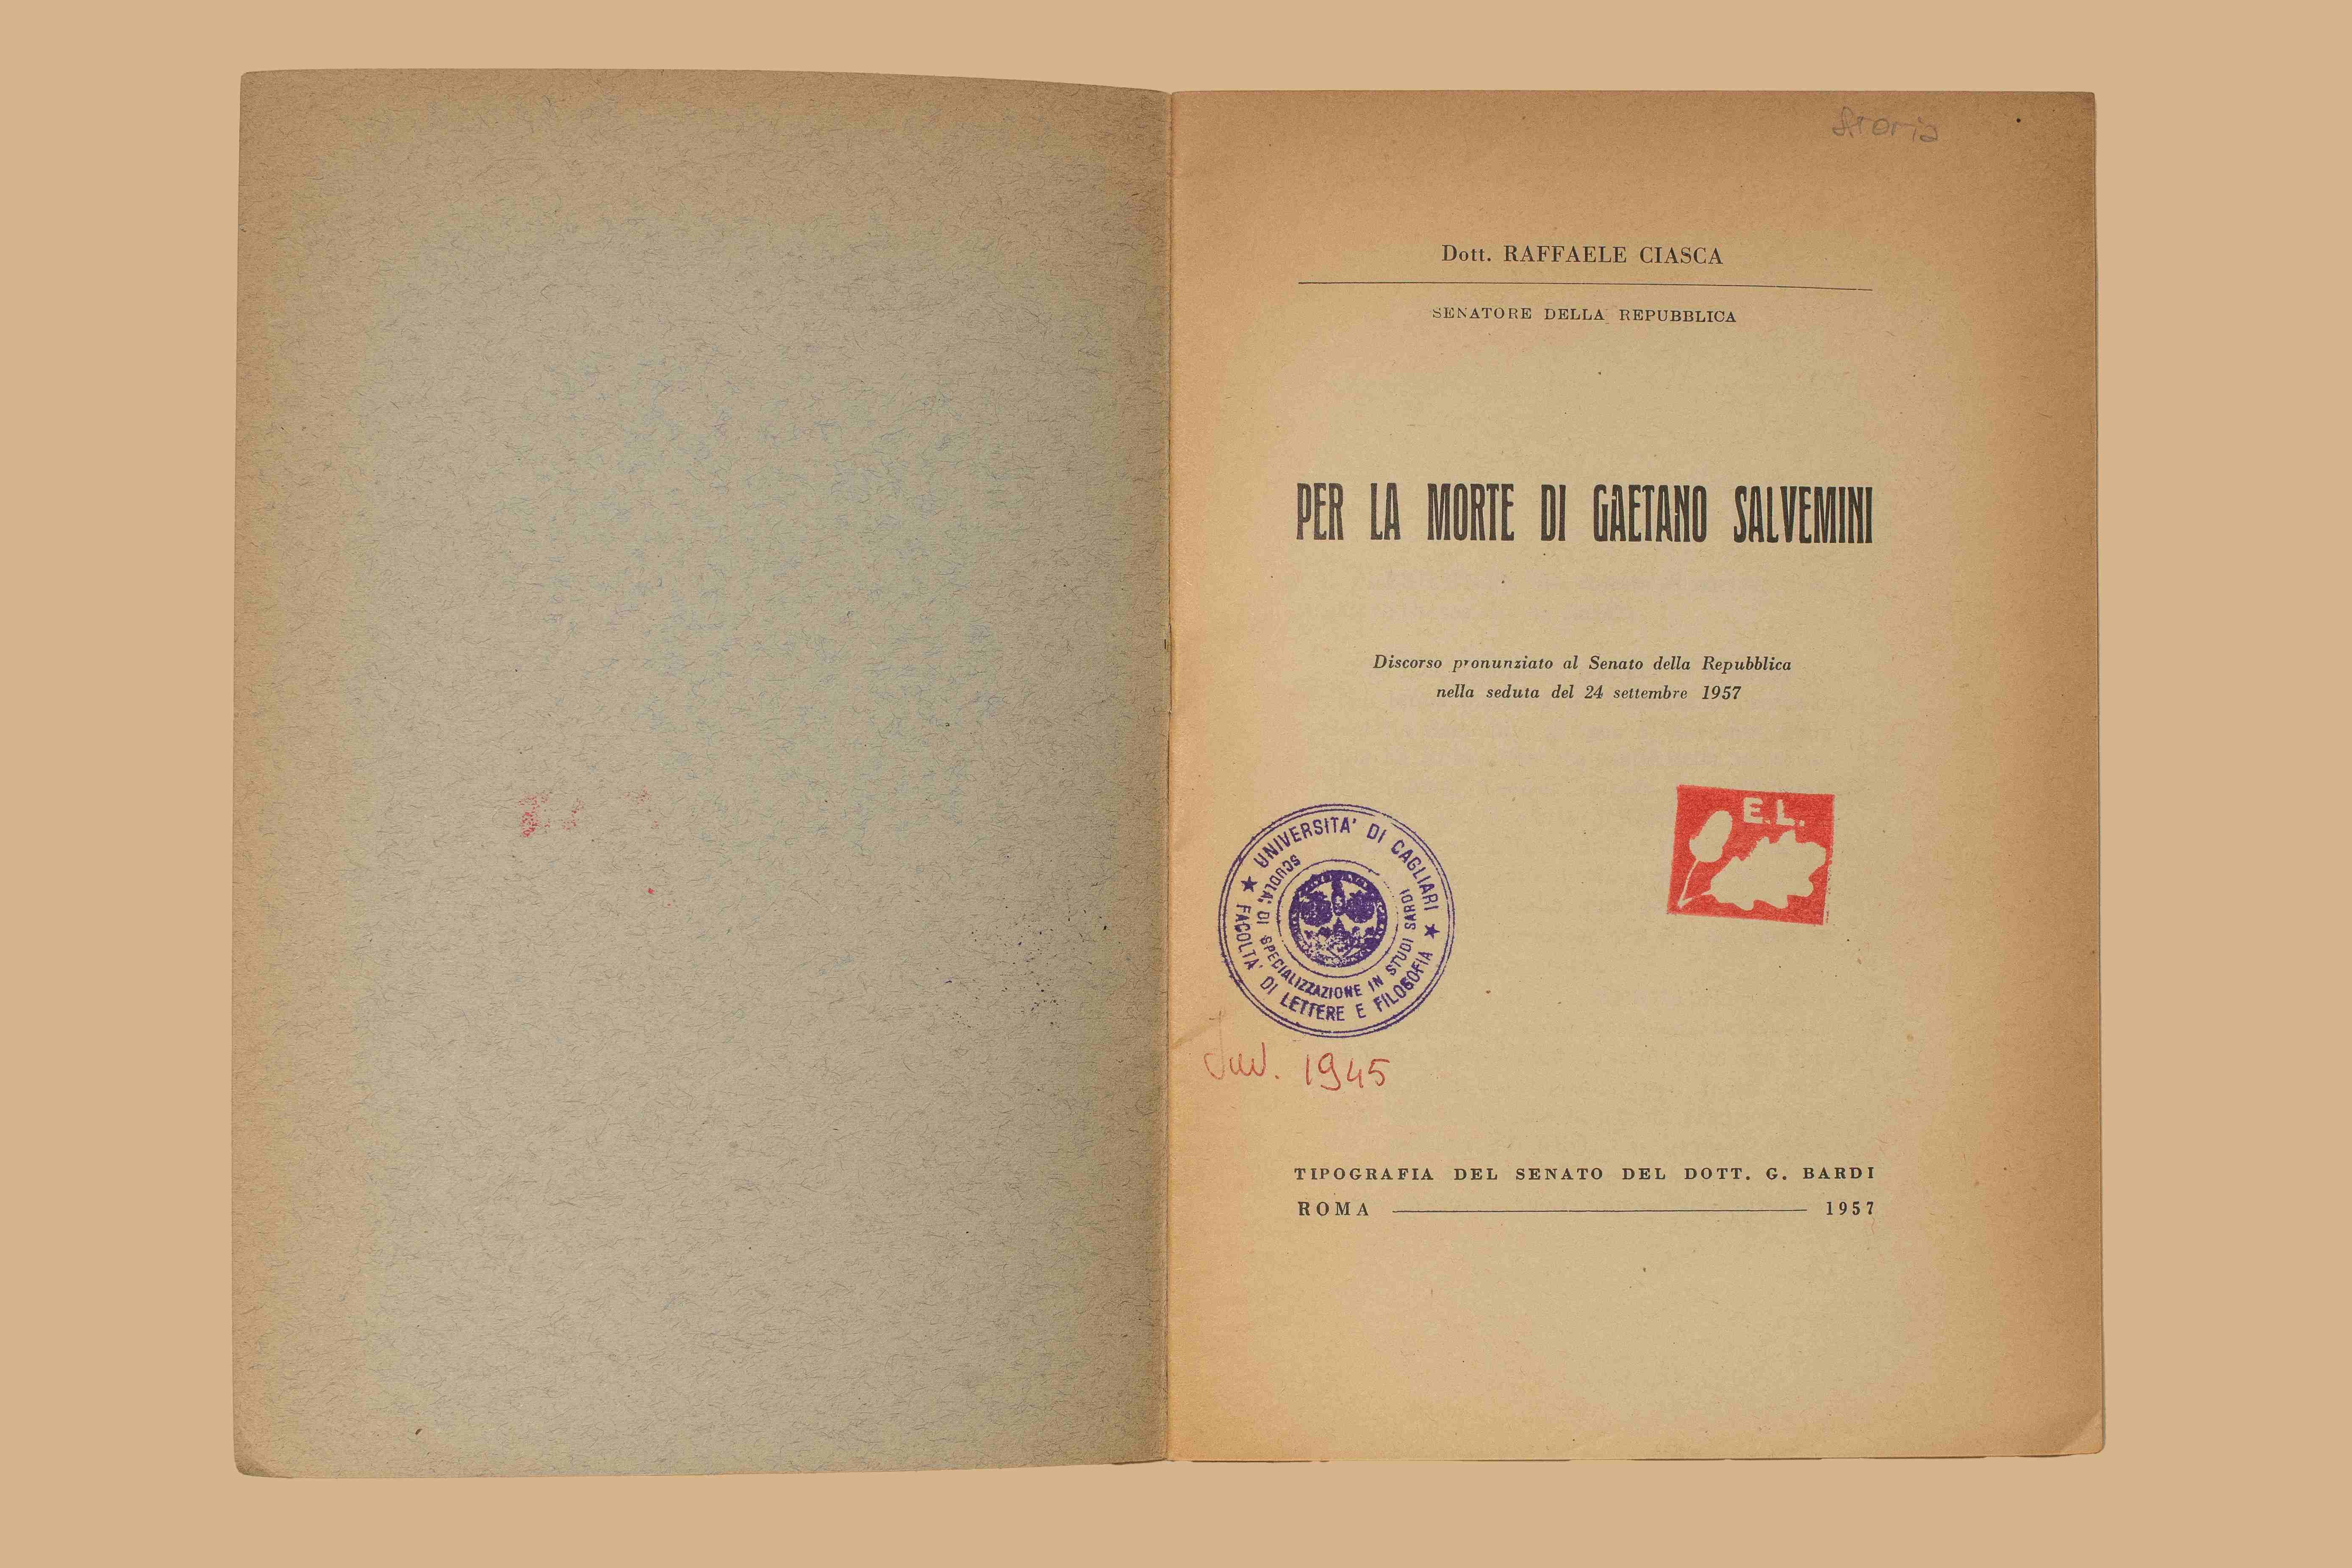 Storia
Dott. RAFFAELE CIASCA
SENATORE DELLA REPUBBLICA
PER LA MORTE DI GAETANO SALVEMINI
Discorso pronunziato al Senato della Repubblica
nella seduta del 24 settembre 1957
E.L.
★ UNIVERSITA' DI CAGLIARI ★
FACOLTA' DI LETTERE E FILOSOFIA
SCUOLA DI SPECIALIZZAZIONE IN STUDI SARDI
Inv. 1945
TIPOGRAFIA DEL SENATO DEL DOTT. G. BARDI
ROMA 1957